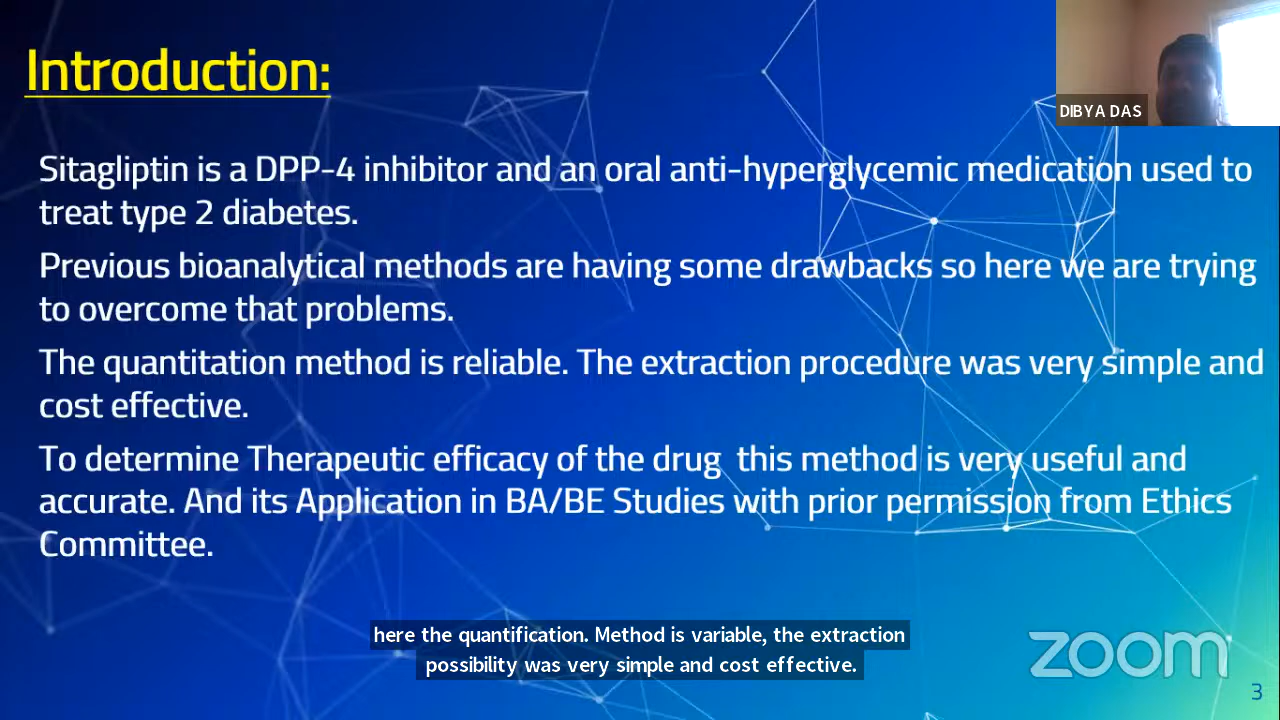 Introduction:
DIBYA DAS
Sitagliptin is a DPP-4 inhibitor and an oral anti-hyperglycemic medication used to
treat type 2 diabetes.
Previous bioanalytical methods are having some drawbacks so here we are trying
to overcome that problems.
The quantitation method is reliable. The extraction procedure was very simple and
cost effective.
To determine Therapeutic efficacy of the drug  this method is very useful and
accurate. And its Application in BA/BE Studies with prior permission from Ethics
Committee.
here the quantification. Method is variable, the extraction
possibility was very simple and cost effective.
zoom
3